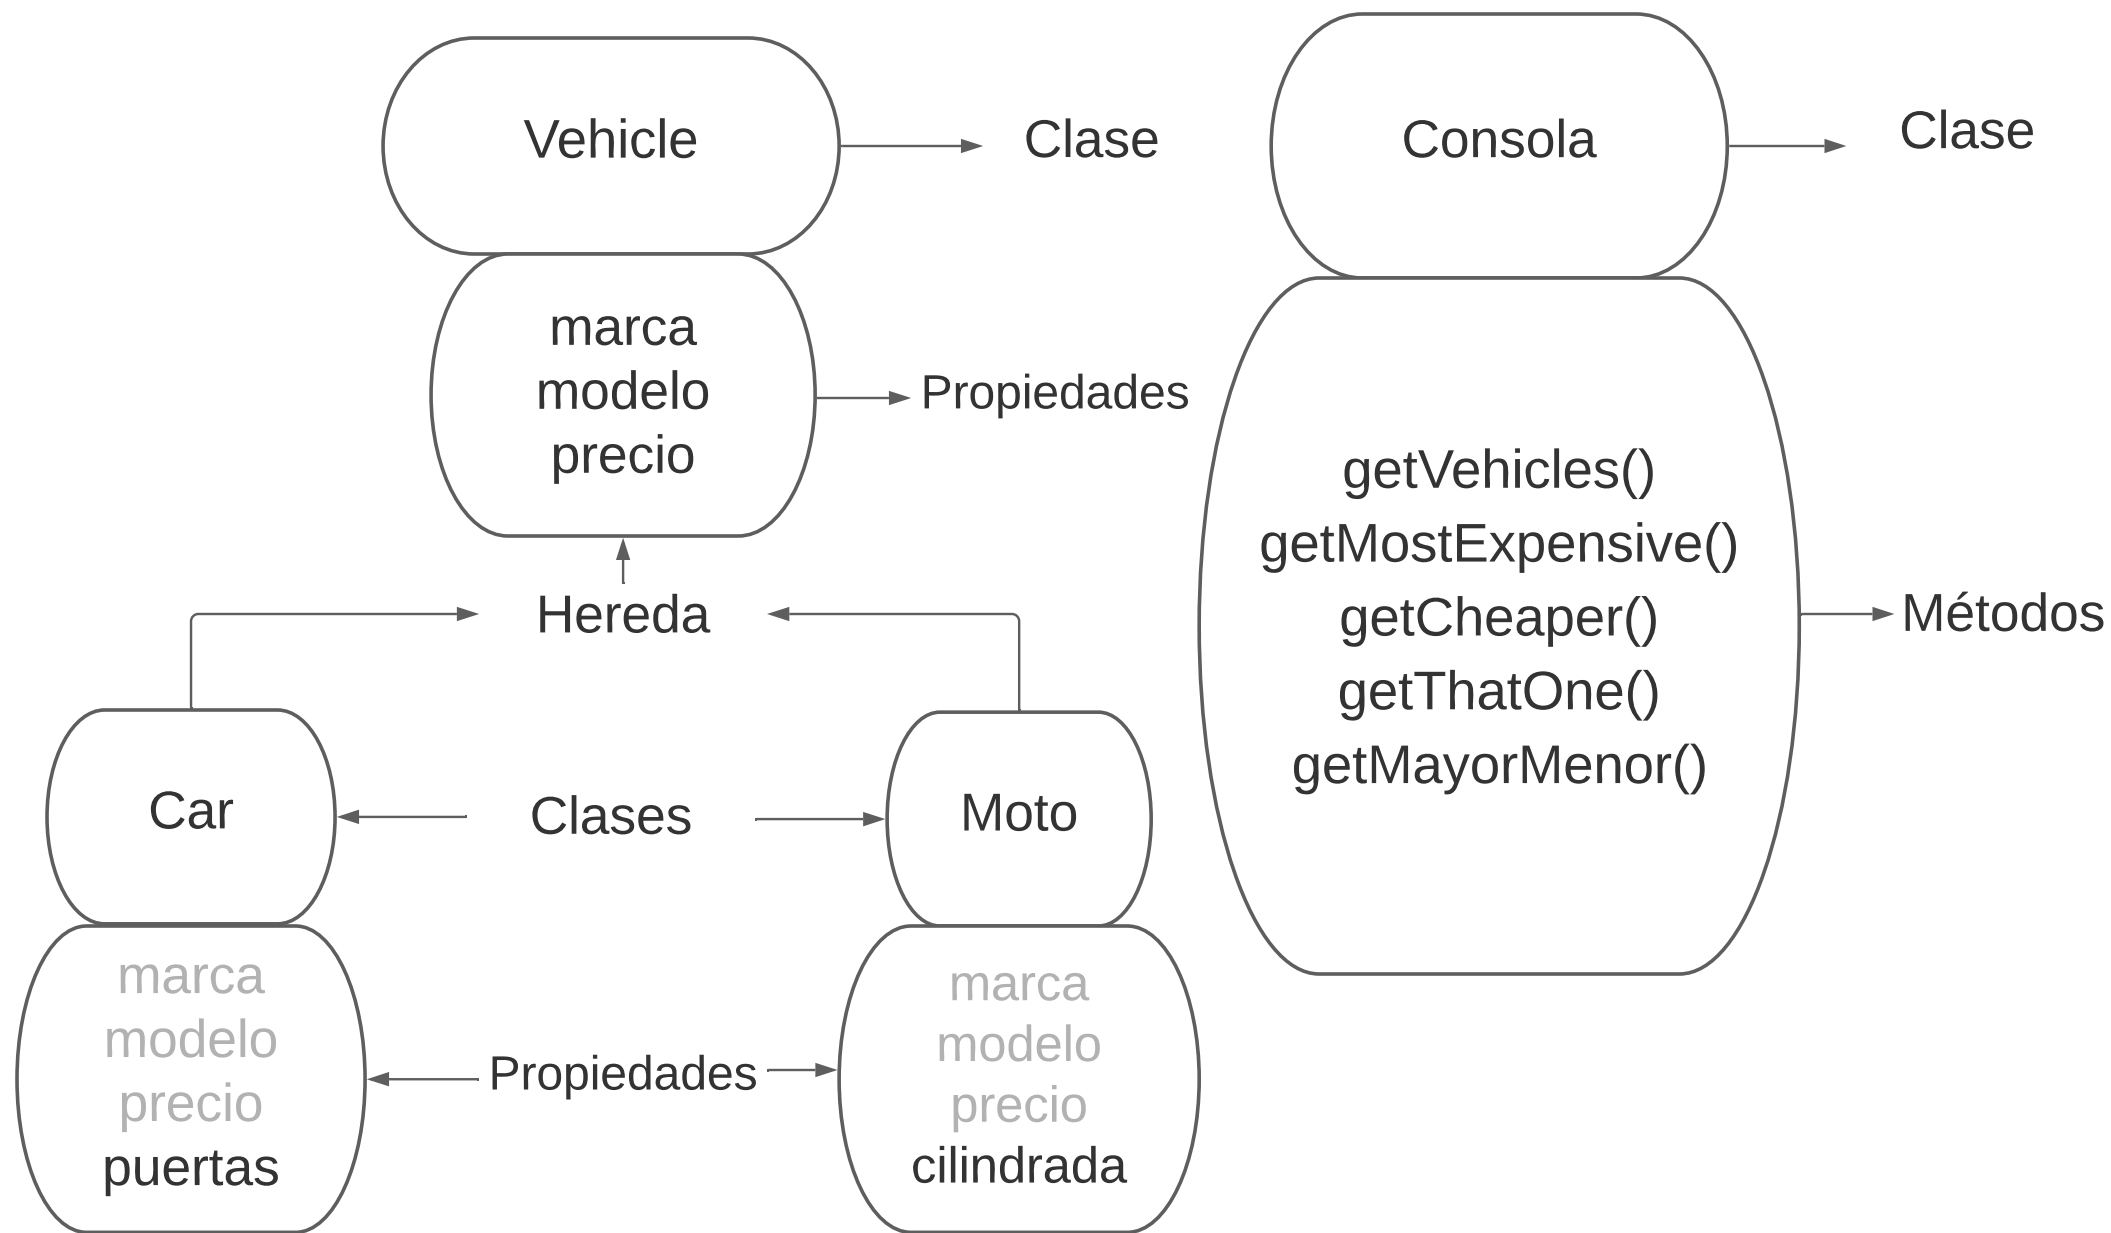 Vehicle
Clase
marca
modelo
precio
Propiedades
Hereda
Car
Clases
Moto
marca
modelo
precio
puertas
Propiedades
marca
modelo
precio
cilindrada
Consola
Clase
getVehicles()
getMostExpensive()
getCheaper()
getThatOne()
getMayorMenor()
Métodos